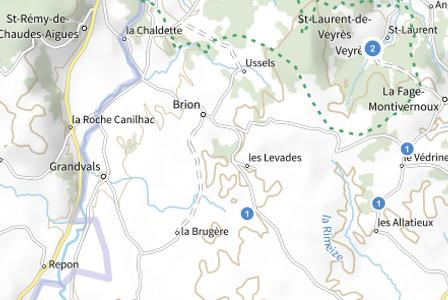 St-Rémy-de-
Chaudes-Aigues
la Chaldette
St-Laurent-de-
Veyrès
St-Laurent
2
Ussels
La Fage-
Montivernoux
Brion
la Roche Canilhac
1
le Védrine
les Levades
Grandvals
1
1
la Brugère
les Allatieux
la Rimeize
Repon